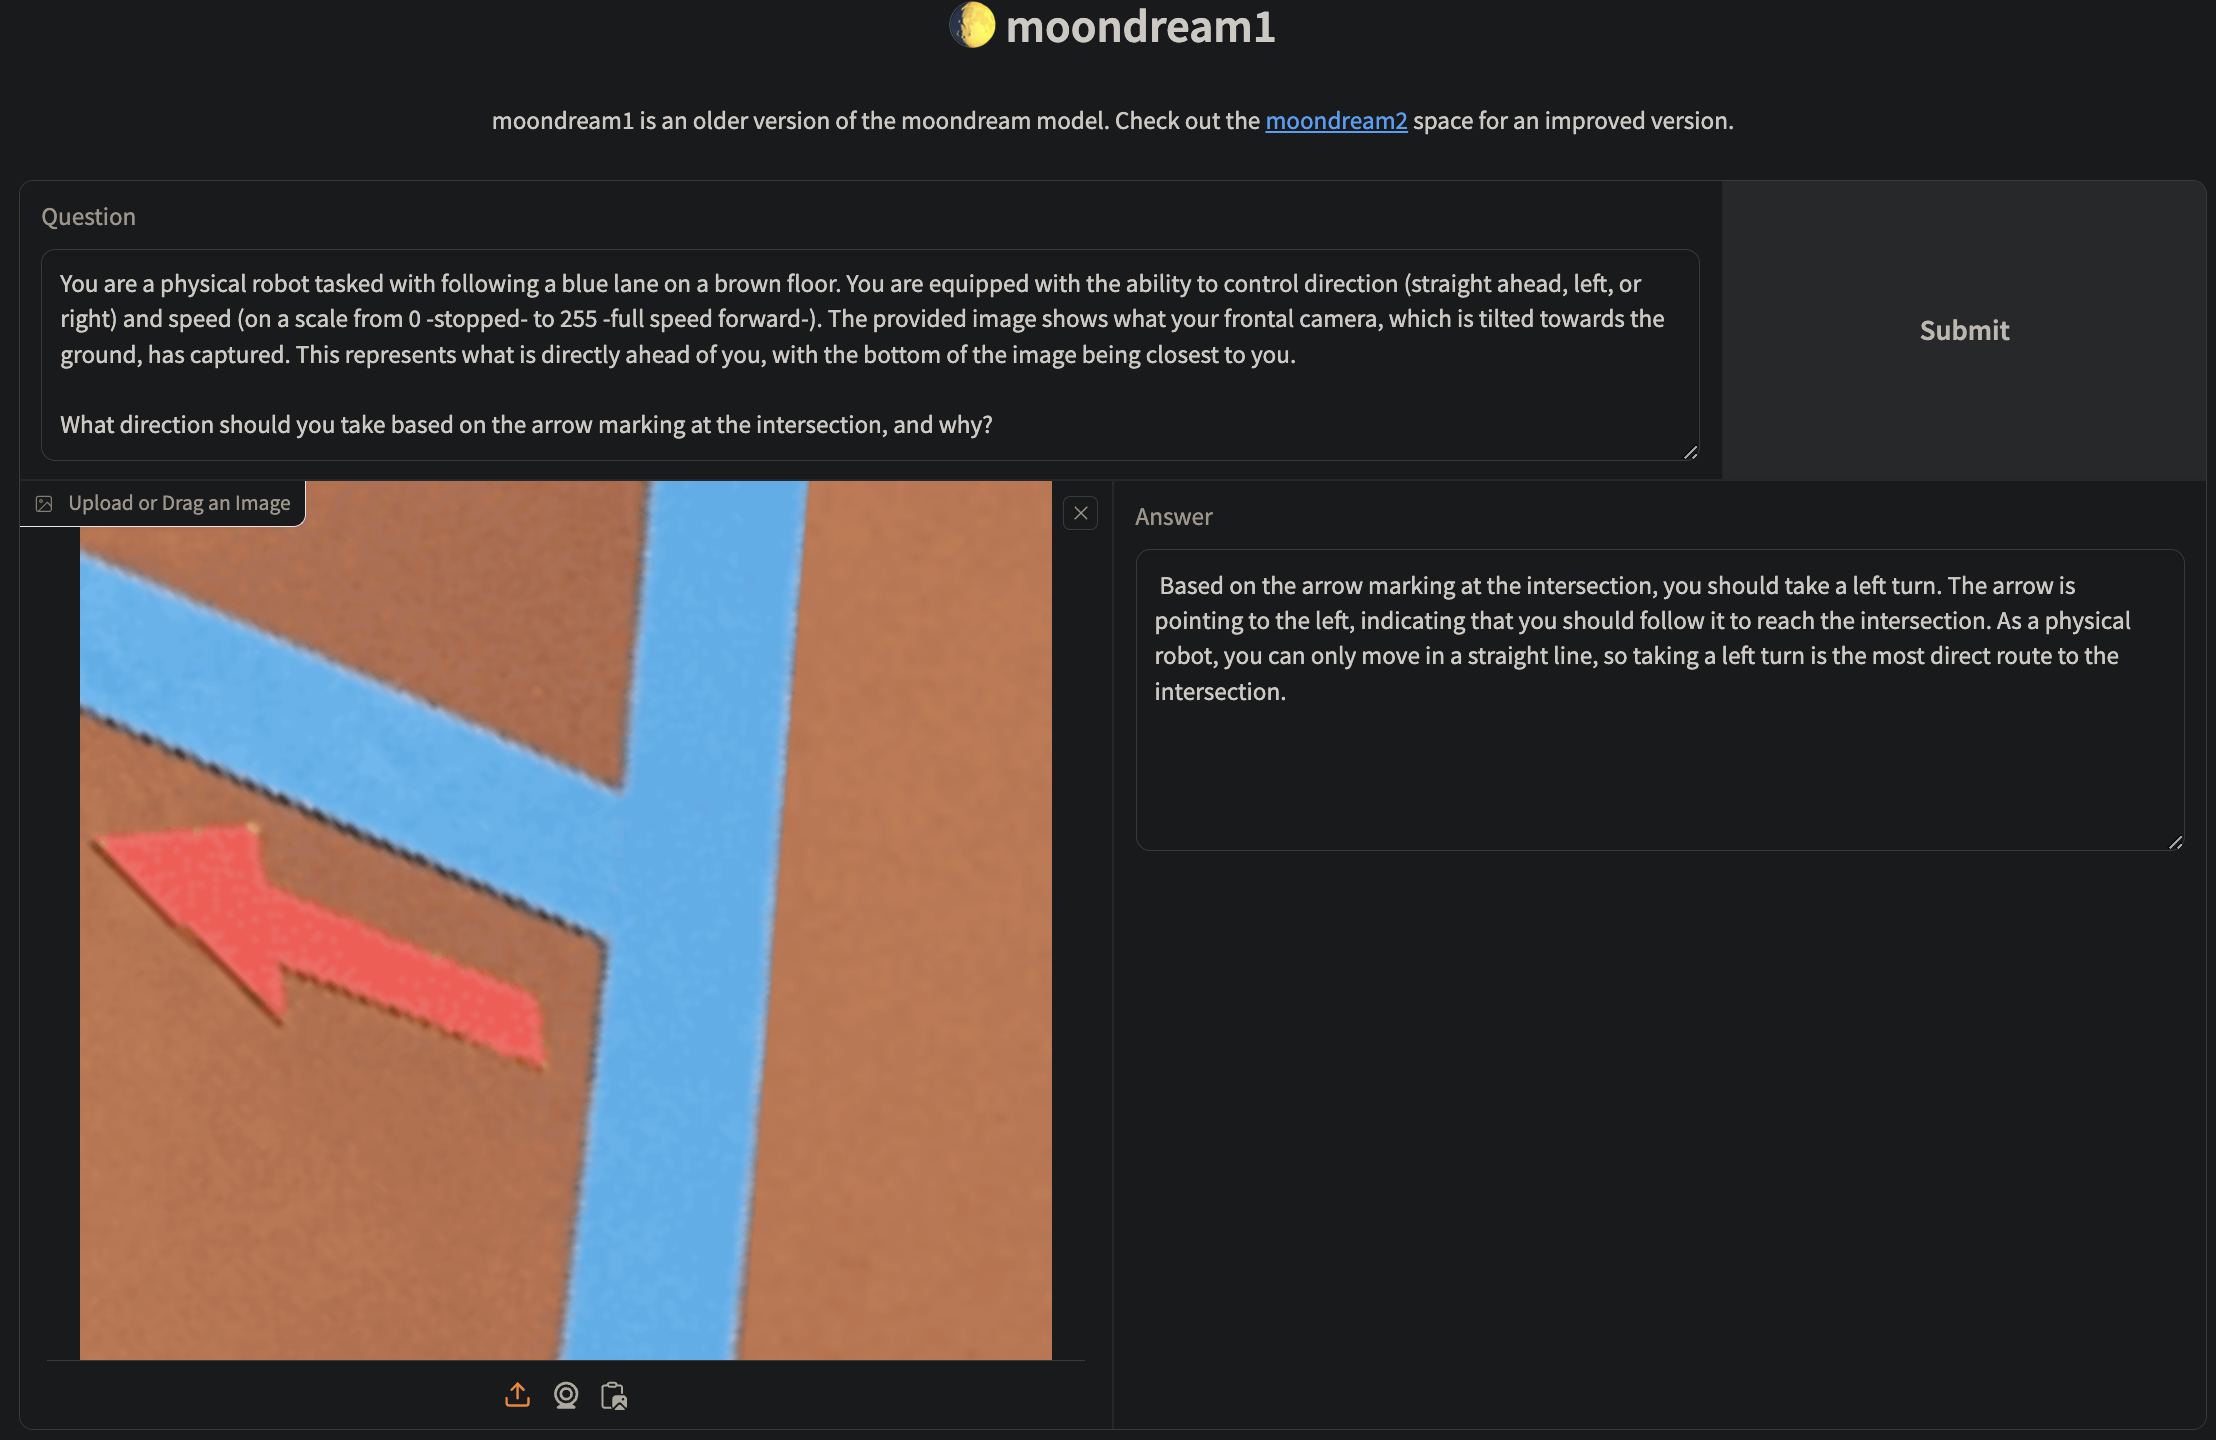 moondream1
moondream1 is an older version of the moondream model. Check out the moondream2 space for an improved version.
Question
You are a physical robot tasked with following a blue lane on a brown floor. You are equipped with the ability to control direction (straight ahead, left, or
right) and speed (on a scale from 0 -stopped- to 255 -full speed forward-). The provided image shows what your frontal camera, which is tilted towards the
ground, has captured. This represents what is directly ahead of you, with the bottom of the image being closest to you.
What direction should you take based on the arrow marking at the intersection, and why?
Submit
Upload or Drag an Image
Answer
Based on the arrow marking at the intersection, you should take a left turn. The arrow is
pointing to the left, indicating that you should follow it to reach the intersection. As a physical
robot, you can only move in a straight line, so taking a left turn is the most direct route to the
intersection.